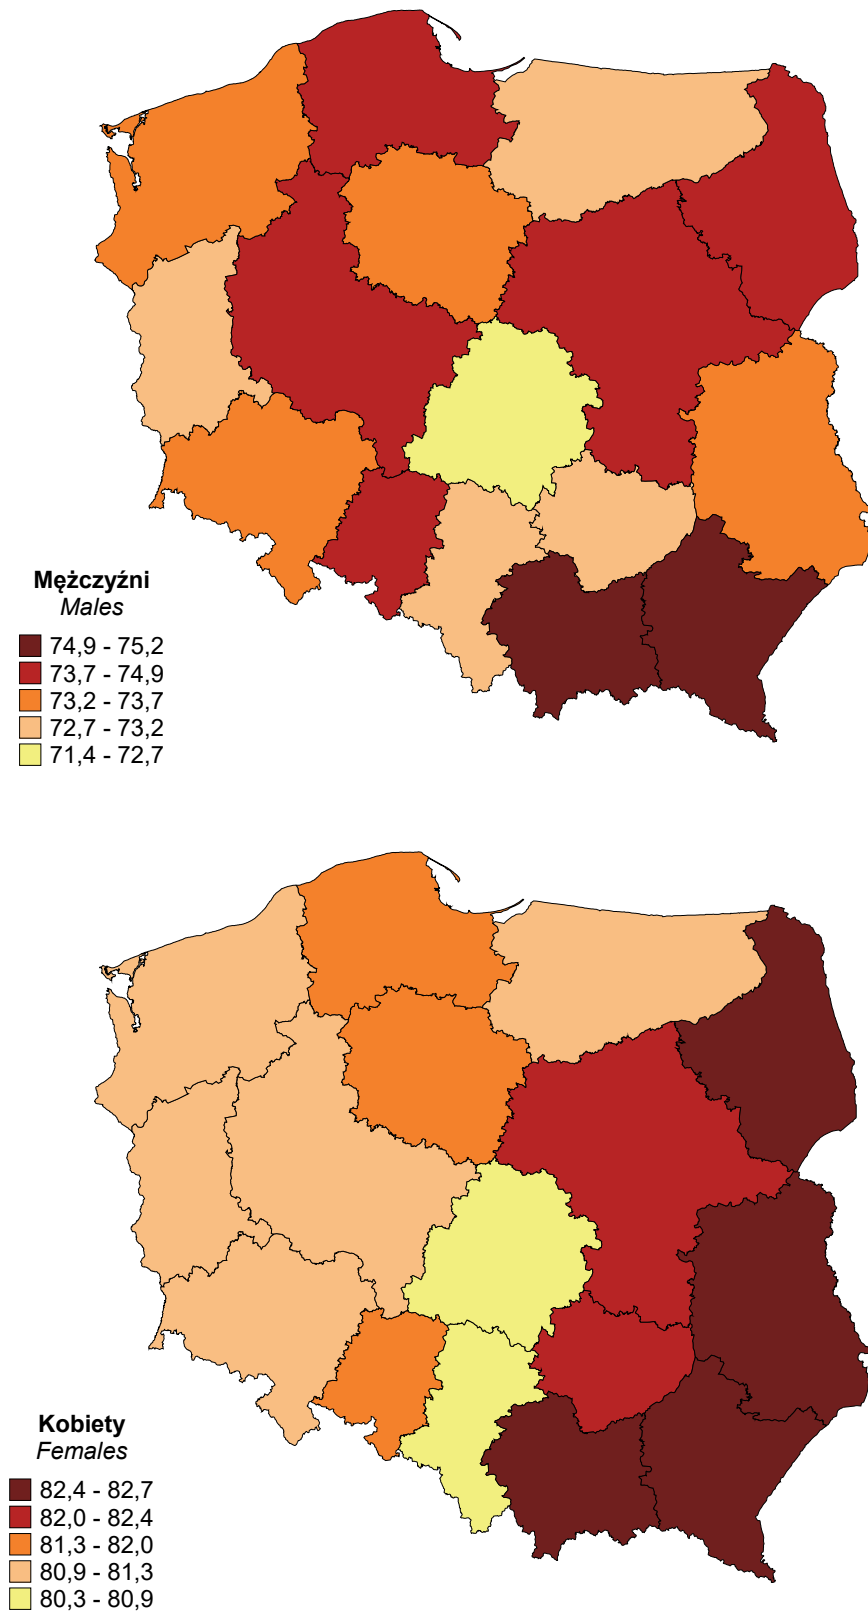 Mężczyźni
Males
74,9 - 75,2
73,7 - 74,9
73,2 - 73,7
72,7 - 73,2
71,4 - 72,7
Kobiety
Females
82,4 - 82,7
82,0 - 82,4
81,3 - 82,0
80,9 - 81,3
80,3 - 80,9